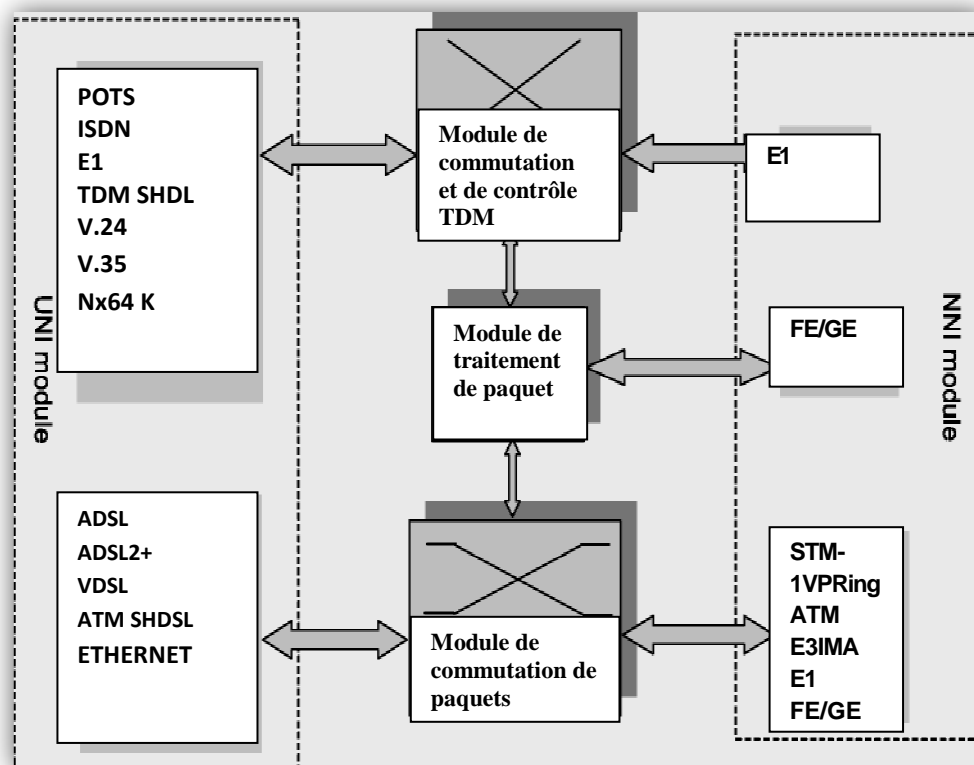 POTS
ISDN
E1
TDM SHDL
V.24
V.35
Nx64 K
UNI module
ADSL
ADSL2+
VDSL
ATM SHDSL
ETHERNET
Module de
commutation
et de contrôle
TDM
Module de
traitement
de paquet
Module de
commutation de
paquets
E1
FE/GE
NNI module
STM-
1VPRing
ATM
E3IMA
E1
FE/GE